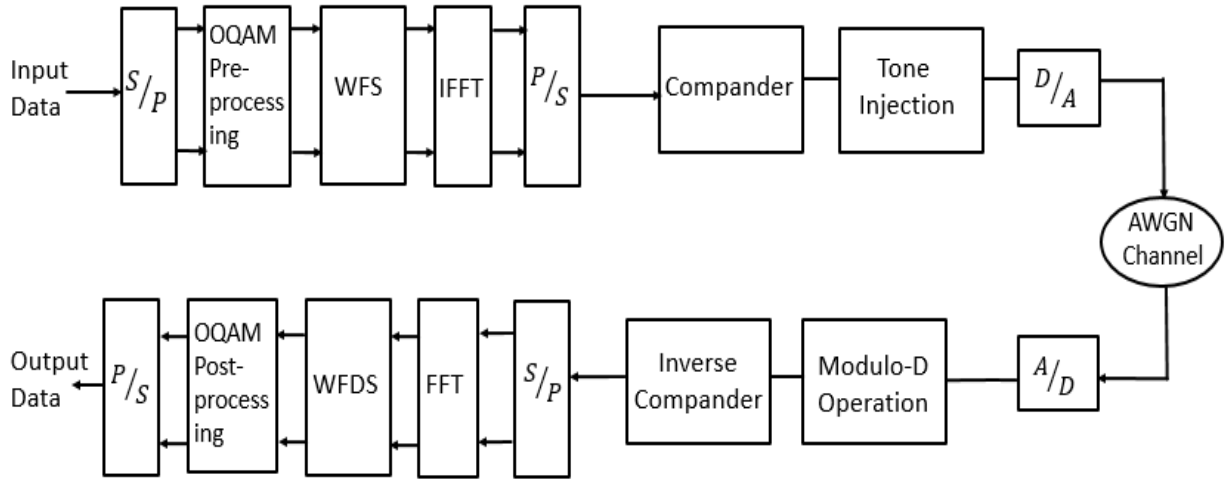 Input
Data
S/P
OQAM
Pre-
process
ing
WFS
IFFT
P/S
Compander
Tone
Injection
D/A
AWGN
Channel
Output
Data
P/S
OQAM
Post-
process
ing
WFDS
FFT
S/P
Inverse
Compander
Modulo-D
Operation
A/D